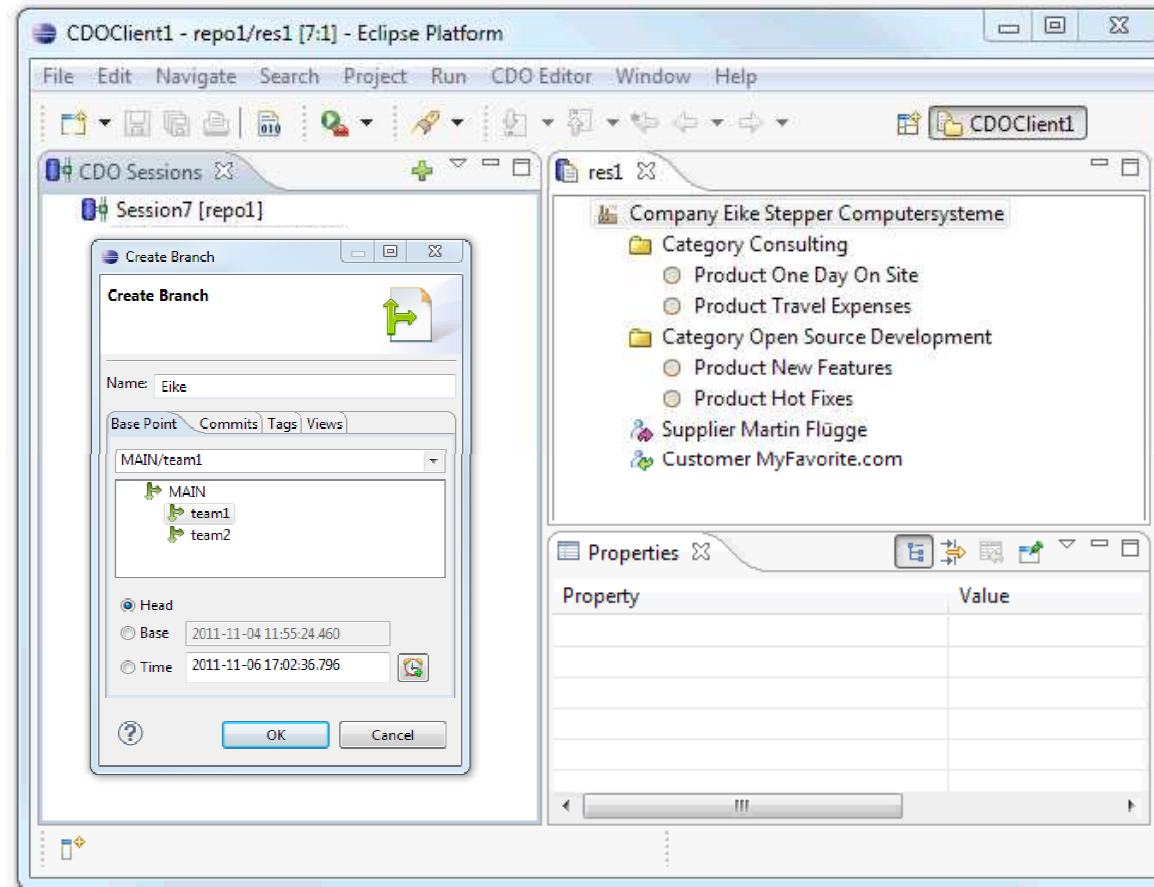 CDOClient1 - repo1/res1 [7:1] - Eclipse Platform
File Edit Navigate Search Project Run CDO Editor Window Help
010
CDOClient1
CDO Sessions
Session7 [repo1]
Create Branch
Create Branch
Name: Eike
Base Point Commits Tags Views
MAIN/team1
MAIN
team1
team2
Head
Base 2011-11-04 11:55:24.460
Time 2011-11-06 17:02:36.796
?
OK Cancel
res1
Company Eike Stepper Computersysteme
Category Consulting
Product One Day On Site
Product Travel Expenses
Category Open Source Development
Product New Features
Product Hot Fixes
Supplier Martin Flügge
Customer MyFavorite.com
Properties
Property Value